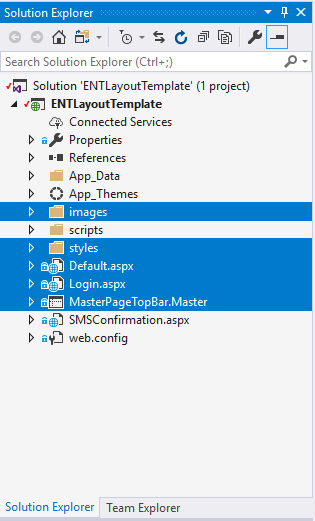 Solution Explorer
Search Solution Explorer (Ctrl+;)
Solution 'ENTLayoutTemplate' (1 project)
ENTLayoutTemplate
Connected Services
Properties
References
App_Data
App_Themes
images
scripts
styles
Default.aspx
Login.aspx
MasterPageTopBar.Master
SMSConfirmation.aspx
web.config
Solution Explorer Team Explorer